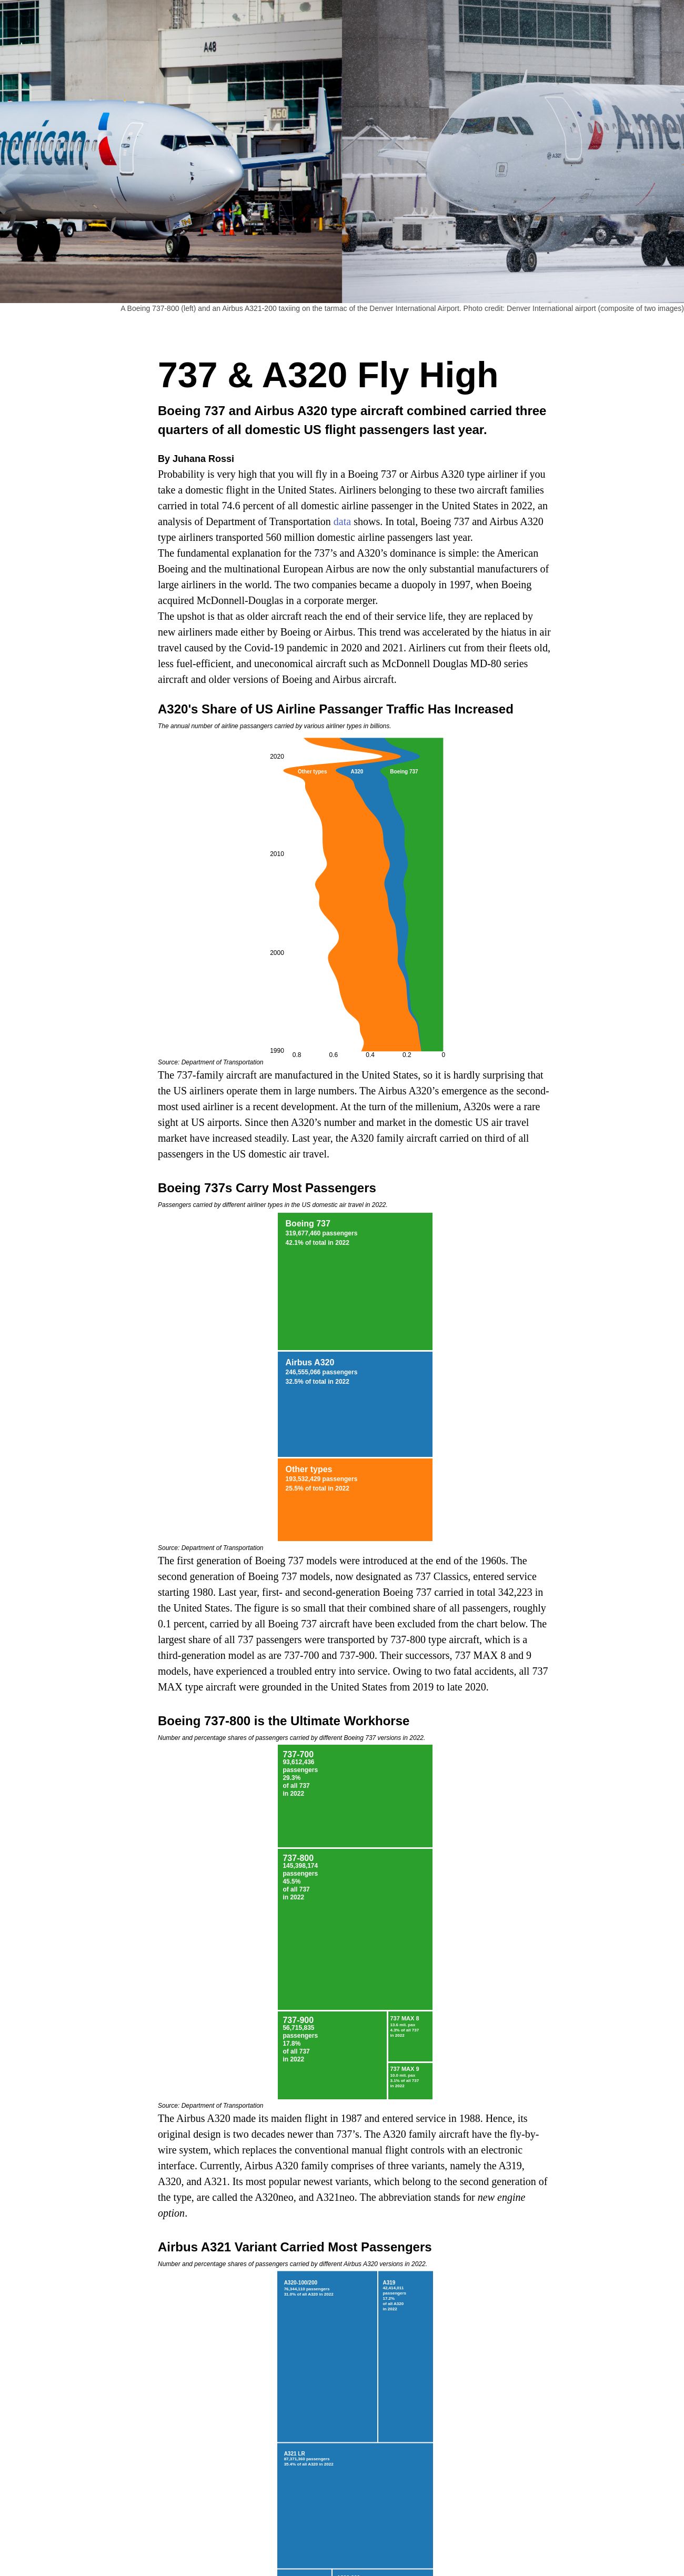 A48
A50
merican
Amer
A Boeing 737-800 (left) and an Airbus A321-200 taxiing on the tarmac of the Denver International Airport. Photo credit: Denver International airport (composite of two images)
737 & A320 Fly High
Boeing 737 and Airbus A320 type aircraft combined carried three
quarters of all domestic US flight passengers last year.
By Juhana Rossi
Probability is very high that you will fly in a Boeing 737 or Airbus A320 type airliner if you
take a domestic flight in the United States. Airliners belonging to these two aircraft families
carried in total 74.6 percent of all domestic airline passenger in the United States in 2022, an
analysis of Department of Transportation data shows. In total, Boeing 737 and Airbus A320
type airliners transported 560 million domestic airline passengers last year.
The fundamental explanation for the 737’s and A320’s dominance is simple: the American
Boeing and the multinational European Airbus are now the only substantial manufacturers of
large airliners in the world. The two companies became a duopoly in 1997, when Boeing
acquired McDonnell-Douglas in a corporate merger.
The upshot is that as older aircraft reach the end of their service life, they are replaced by
new airliners made either by Boeing or Airbus. This trend was accelerated by the hiatus in air
travel caused by the Covid-19 pandemic in 2020 and 2021. Airliners cut from their fleets old,
less fuel-efficient, and uneconomical aircraft such as McDonnell Douglas MD-80 series
aircraft and older versions of Boeing and Airbus aircraft.
A320's Share of US Airline Passanger Traffic Has Increased
The annual number of airline passangers carried by various airliner types in billions.
2020
Other types
A320
Boeing 737
2010
2000
1990
0.8 0.6 0.4 0.2 0
Source: Department of Transportation
The 737-family aircraft are manufactured in the United States, so it is hardly surprising that
the US airliners operate them in large numbers. The Airbus A320’s emergence as the second-
most used airliner is a recent development. At the turn of the millenium, A320s were a rare
sight at US airports. Since then A320’s number and market in the domestic US air travel
market have increased steadily. Last year, the A320 family aircraft carried on third of all
passengers in the US domestic air travel.
Boeing 737s Carry Most Passengers
Passengers carried by different airliner types in the US domestic air travel in 2022.
Boeing 737
319,677,460 passengers
42.1% of total in 2022
Airbus A320
246,555,066 passengers
32.5% of total in 2022
Other types
193,532,429 passengers
25.5% of total in 2022
Source: Department of Transportation
The first generation of Boeing 737 models were introduced at the end of the 1960s. The
second generation of Boeing 737 models, now designated as 737 Classics, entered service
starting 1980. Last year, first- and second-generation Boeing 737 carried in total 342,223 in
the United States. The figure is so small that their combined share of all passengers, roughly
0.1 percent, carried by all Boeing 737 aircraft have been excluded from the chart below. The
largest share of all 737 passengers were transported by 737-800 type aircraft, which is a
third-generation model as are 737-700 and 737-900. Their successors, 737 MAX 8 and 9
models, have experienced a troubled entry into service. Owing to two fatal accidents, all 737
MAX type aircraft were grounded in the United States from 2019 to late 2020.
Boeing 737-800 is the Ultimate Workhorse
Number and percentage shares of passengers carried by different Boeing 737 versions in 2022.
737-700
93,612,436
passengers
29.3%
of all 737
in 2022
737-800
145,398,174
passengers
45.5%
of all 737
in 2022
737-900
56,715,835
passengers
17.8%
of all 737
in 2022
737 MAX 8
13.6 mil. pax
4.3% of all 737
in 2022
737 MAX 9
10.0 mil. pax
3.1% of all 737
in 2022
Source: Department of Transportation
The Airbus A320 made its maiden flight in 1987 and entered service in 1988. Hence, its
original design is two decades newer than 737’s. The A320 family aircraft have the fly-by-
wire system, which replaces the conventional manual flight controls with an electronic
interface. Currently, Airbus A320 family comprises of three variants, namely the A319,
A320, and A321. Its most popular newest variants, which belong to the second generation of
the type, are called the A320neo, and A321neo. The abbreviation stands for new engine
option.
Airbus A321 Variant Carried Most Passengers
Number and percentage shares of passengers carried by different Airbus A320 versions in 2022.
A320-100/200
passengers
31.0% of all A320 in 2022
A319
passengers
17.2%
of all A320
in 2022
A321 LR
passengers
35.4% of all A320 in 2022